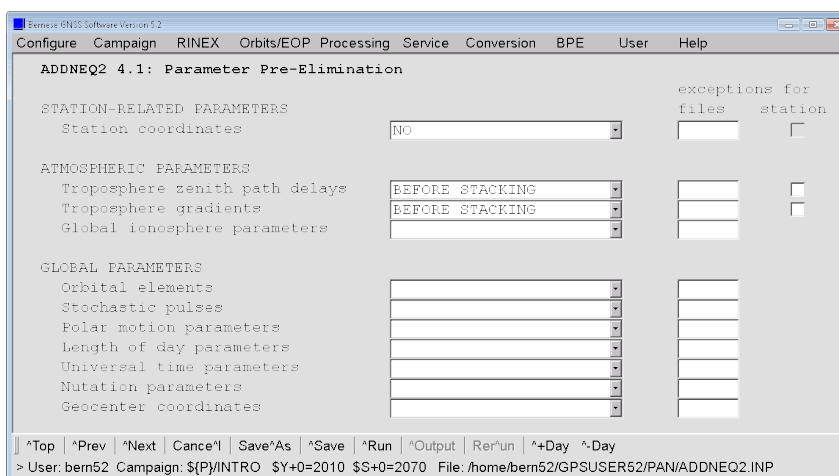 Bernese GNSS Software Version 5.2
Configure Campaign RINEX Orbits/EOP Processing Service Conversion BPE User Help
ADDNEQ2 4.1: Parameter Pre-Elimination
exceptions for
STATION-RELATED PARAMETERS files station
Station coordinates NO
ATMOSPHERIC PARAMETERS
Troposphere zenith path delays BEFORE STACKING
Troposphere gradients BEFORE STACKING
Global ionosphere parameters
GLOBAL PARAMETERS
Orbital elements
Stochastic pulses
Polar motion parameters
Length of day parameters
Universal time parameters
Nutation parameters
Geocenter coordinates
^Top ^Prev ^Next Cance^l Save^As ^Save ^Run ^Output Rer^un ^+Day ^-Day
> User: bern52 Campaign: ${P}/INTRO $Y+0=2010 $S+0=2070 File: /home/bern52/GPSUSER52/PAN/ADDNEQ2.INP